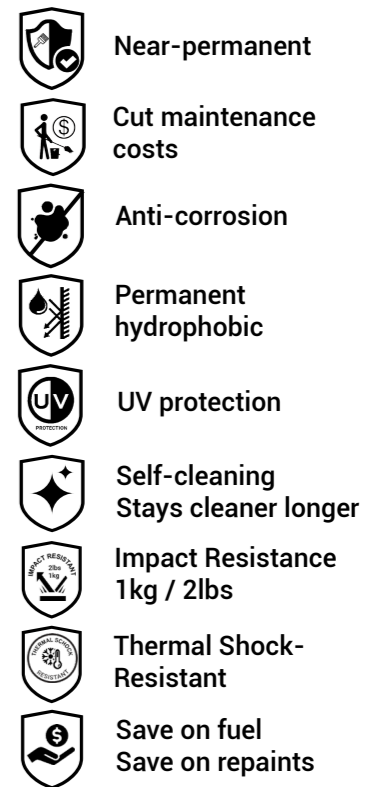 Near-permanent
$
Cut maintenance
costs
Anti-corrosion
Permanent
hydrophobic
UV
PROTECTION
UV protection
Self-cleaning
Stays cleaner longer
IMPACT RESISTANT
2lbs
1kg
Impact Resistance
1kg / 2lbs
THERMAL SCHOCK
RESISTANT
Thermal Shock-
Resistant
$
Save on fuel
Save on repaints